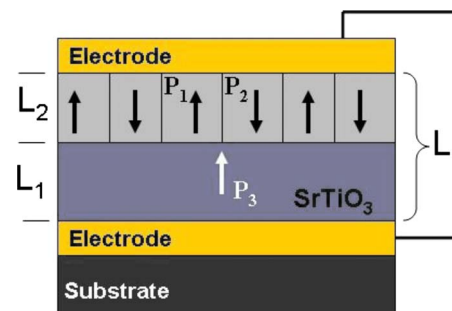 Electrode
L2
P1
P2
L
L1
P3
SrTiO3
Electrode
Substrate